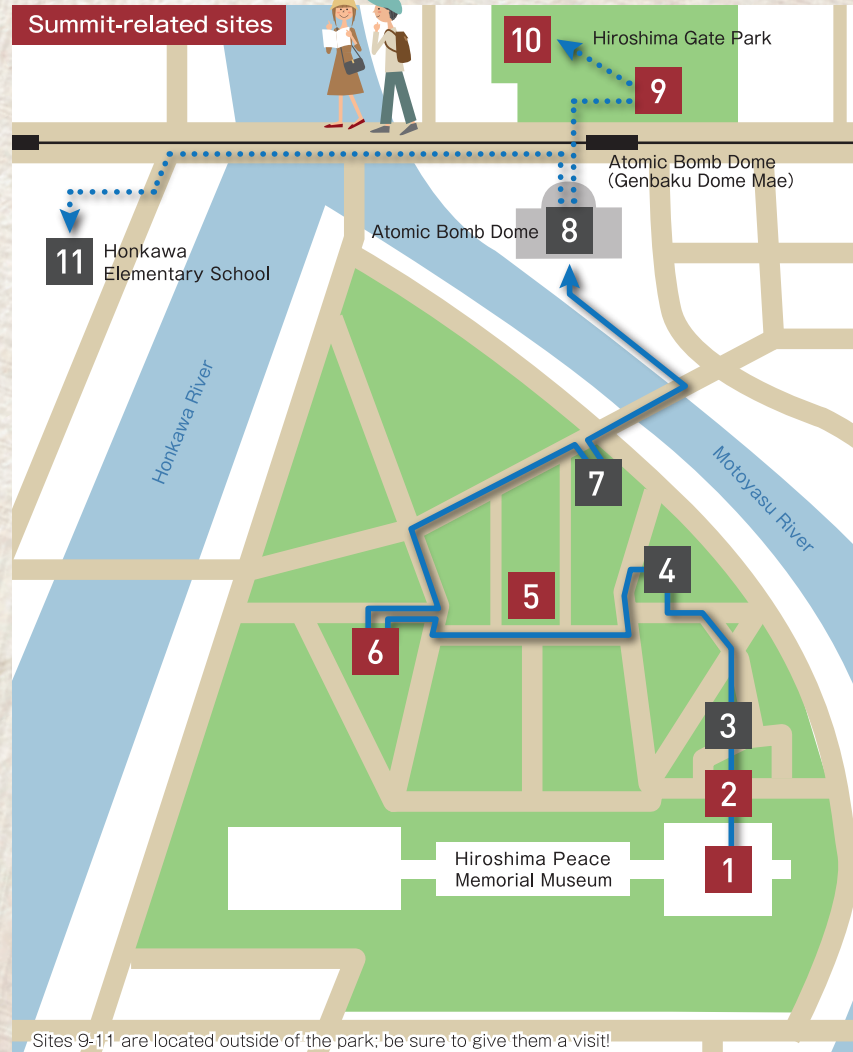 Summit-related sites
10
Hiroshima Gate Park
9
Atomic Bomb Dome
(Genbaku Dome Mae)
Atomic Bomb Dome
8
11
Honkawa
Elementary School
Honkawa River
Motoyasu River
7
4
5
6
3
2
Hiroshima Peace
Memorial Museum
1
Sites 9-11 are located outside of the park; be sure to give them a visit!